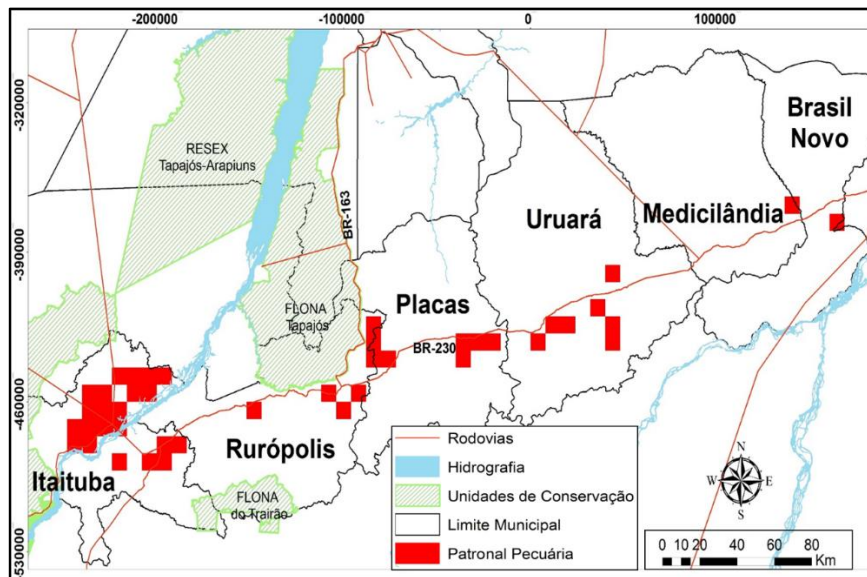 -200000 -100000 0 100000
-320000
-390000
-460000
-530000
Brasil
Novo
RESEX
Tapajós-Arapiuns
BR-163
Uruará
Medicilândia
FLONA
Tapajós
Placas
BR-230
Itaituba
Rurópolis
FLONA
do Trairão
Rodovias
Hidrografia
Unidades de Conservação
Limite Municipal
Patronal Pecuária
N
W E
S
0 10 20 40 60 80
Km